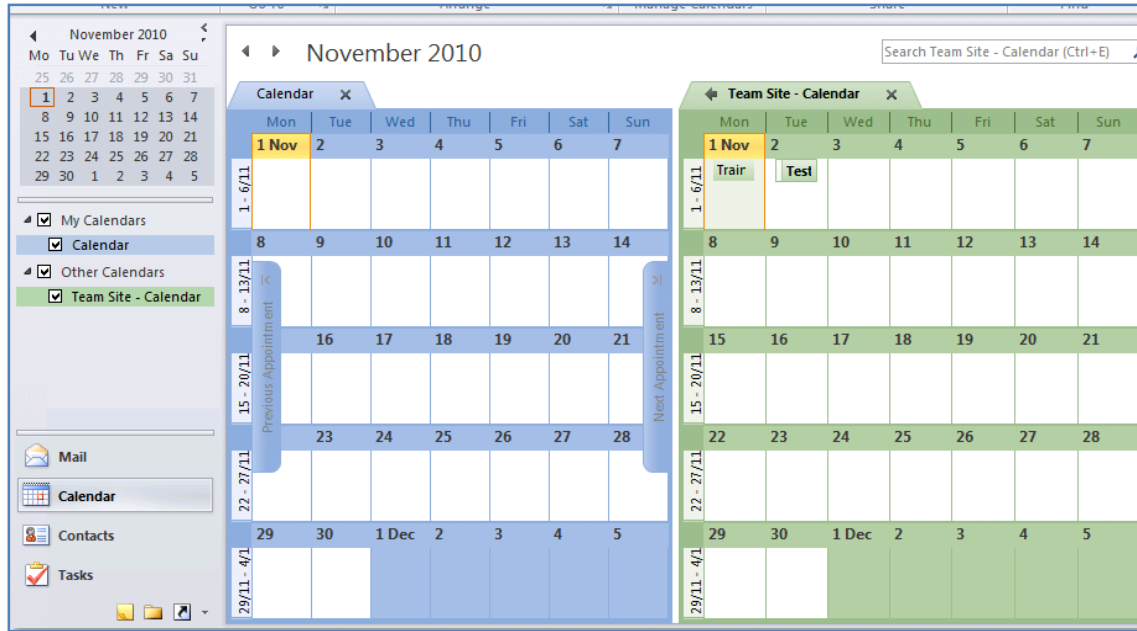 New Go To Arrange Manage Calendars Share Find
November 2010
Mo Tu We Th Fr Sa Su
25 26 27 28 29 30 31
1 2 3 4 5 6 7
8 9 10 11 12 13 14
15 16 17 18 19 20 21
22 23 24 25 26 27 28
29 30 1 2 3 4 5
My Calendars
Calendar
Other Calendars
Team Site - Calendar
Mail
Calendar
Contacts
Tasks
November 2010
Search Team Site - Calendar (Ctrl+E)
Calendar
Mon Tue Wed Thu Fri Sat Sun
1 Nov 2 3 4 5 6 7
1 - 6/11
8 9 10 11 12 13 14
8 - 13/11
16 17 18 19 20 21
15 - 20/11
23 24 25 26 27 28
22 - 27/11
29 30 1 Dec 2 3 4 5
29/11 - 4/1
Previous Appointment
Next Appointment
Team Site - Calendar
Mon Tue Wed Thu Fri Sat Sun
1 Nov 2 3 4 5 6 7
1 - 6/11
Train Test
8 9 10 11 12 13 14
8 - 13/11
15 16 17 18 19 20 21
15 - 20/11
22 23 24 25 26 27 28
22 - 27/11
29 30 1 Dec 2 3 4 5
29/11 - 4/1